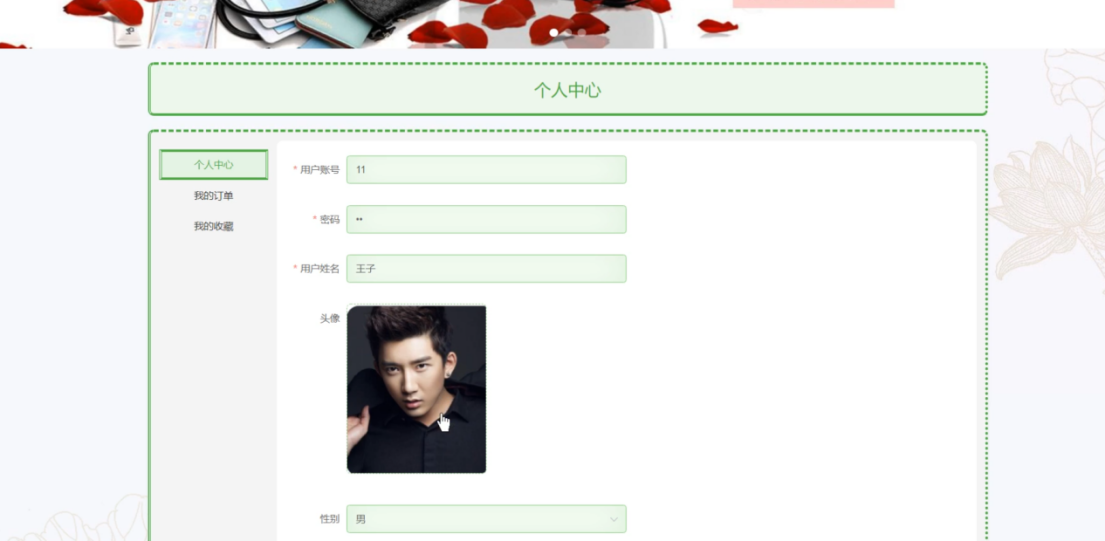 个人中心
个人中心
我的订单
我的收藏
* 用户账号 11
* 密码 ••
* 用户姓名 王子
头像
性别 男